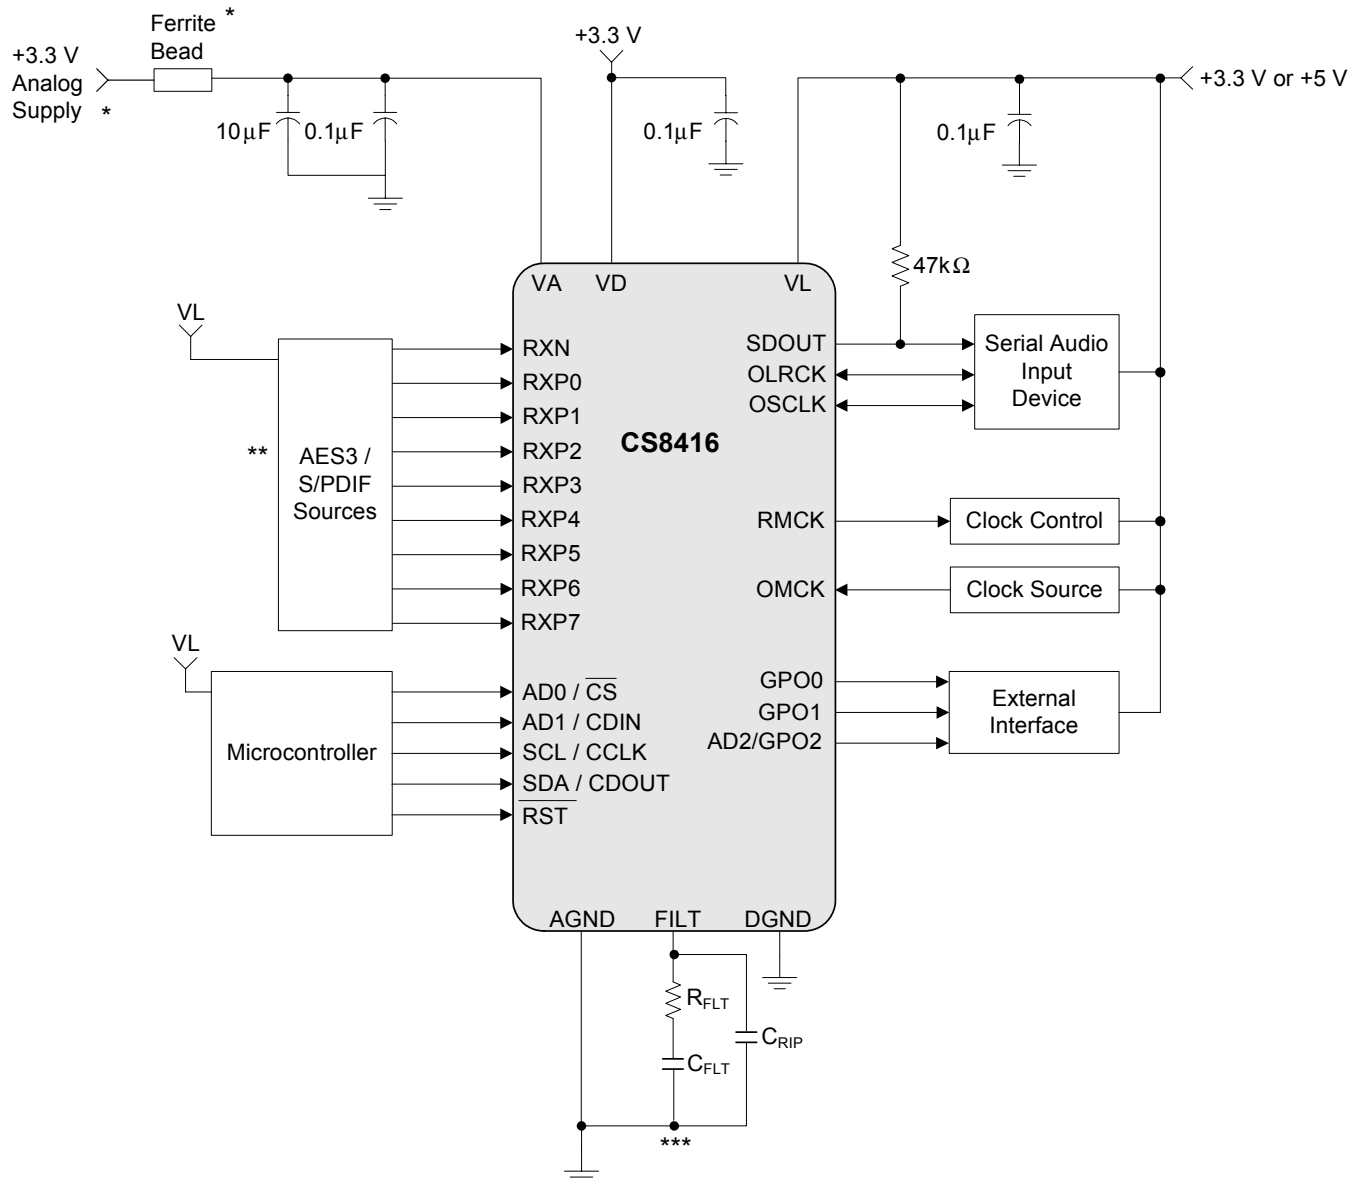 +3.3 V
Analog
Supply *
Ferrite *
Bead
10µF
0.1µF
+3.3 V
0.1µF
0.1µF
+3.3 V or +5 V
47kΩ
VA
VD
VL
VL
AES3 /
S/PDIF
Sources
**
RXN
RXP0
RXP1
RXP2
RXP3
RXP4
RXP5
RXP6
RXP7
CS8416
SDOUT
OLRCK
OSCLK
Serial Audio
Input
Device
RMCK
Clock Control
OMCK
Clock Source
VL
Microcontroller
AD0 / CS
AD1 / CDIN
SCL / CCLK
SDA / CDOUT
RST
GPO0
GPO1
AD2/GPO2
External
Interface
AGND
FILT
DGND
RFLT
CFLT
CRIP
***